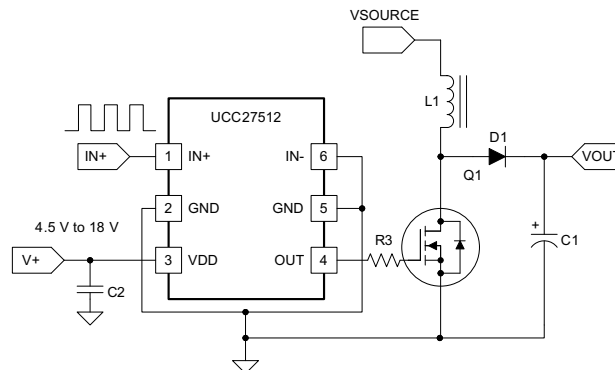 VSOURCE
L1
UCC27512
D1
VOUT
Q1
IN+
1 IN+
IN- 6
2 GND
GND 5
4.5 V to 18 V
V+
3 VDD
OUT 4
R3
+
C1
C2